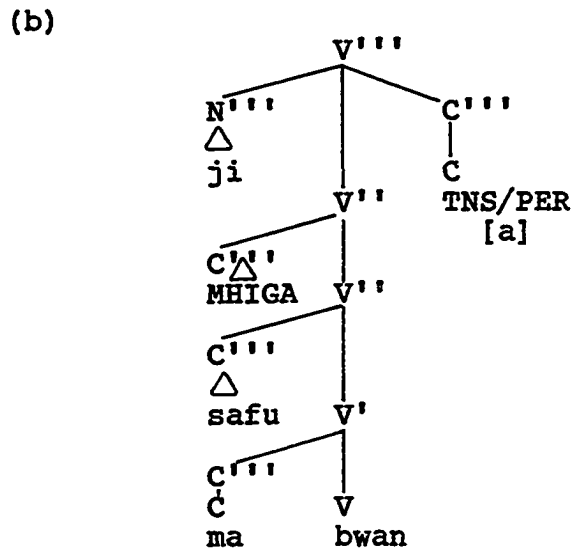 (b)
V'''
N''' C'''
ji C
TNS/PER
V'' [a]
C'''
MHIGA V''
C'''
safu V'
C'''
C V
ma bwan